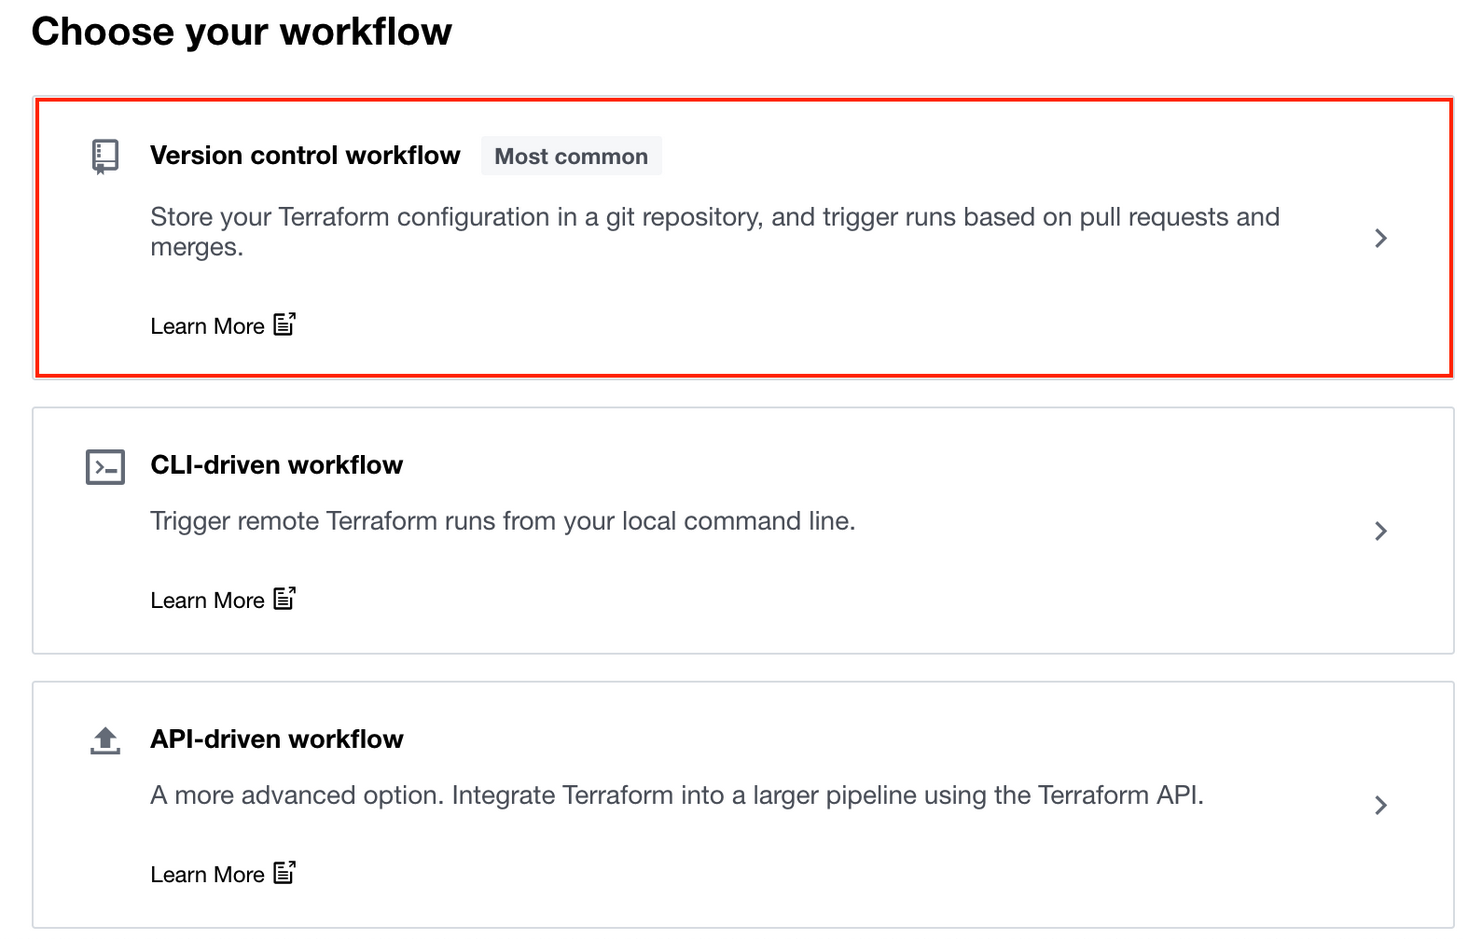 Choose your workflow
Version control workflow Most common
Store your Terraform configuration in a git repository, and trigger runs based on pull requests and
merges.
Learn More
CLI-driven workflow
Trigger remote Terraform runs from your local command line.
Learn More
API-driven workflow
A more advanced option. Integrate Terraform into a larger pipeline using the Terraform API.
Learn More